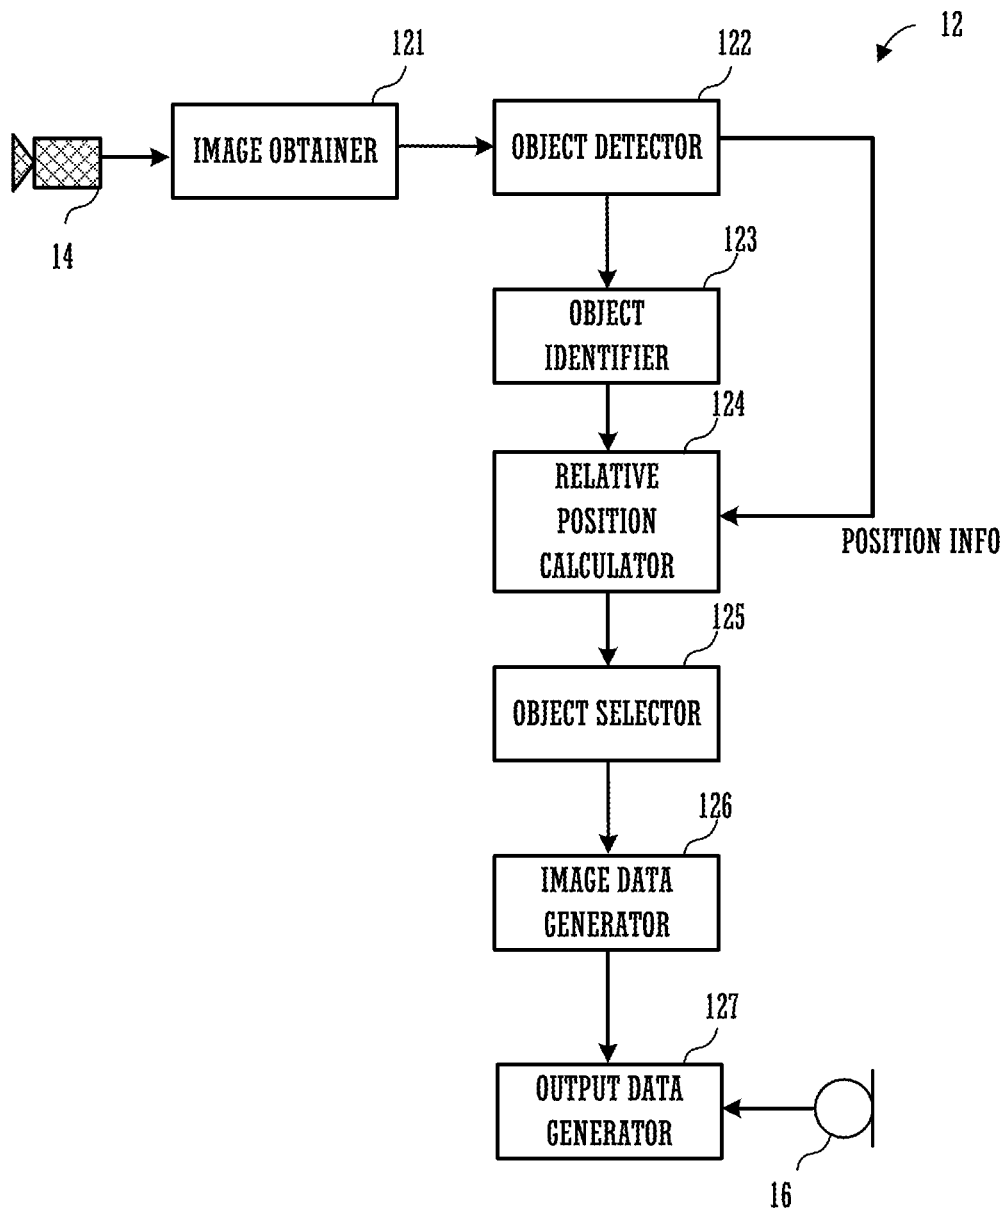 12
121
122
IMAGE OBTAINER
OBJECT DETECTOR
14
123
OBJECT
IDENTIFIER
124
RELATIVE
POSITION
CALCULATOR
POSITION INFO
125
OBJECT SELECTOR
126
IMAGE DATA
GENERATOR
127
OUTPUT DATA
GENERATOR
16